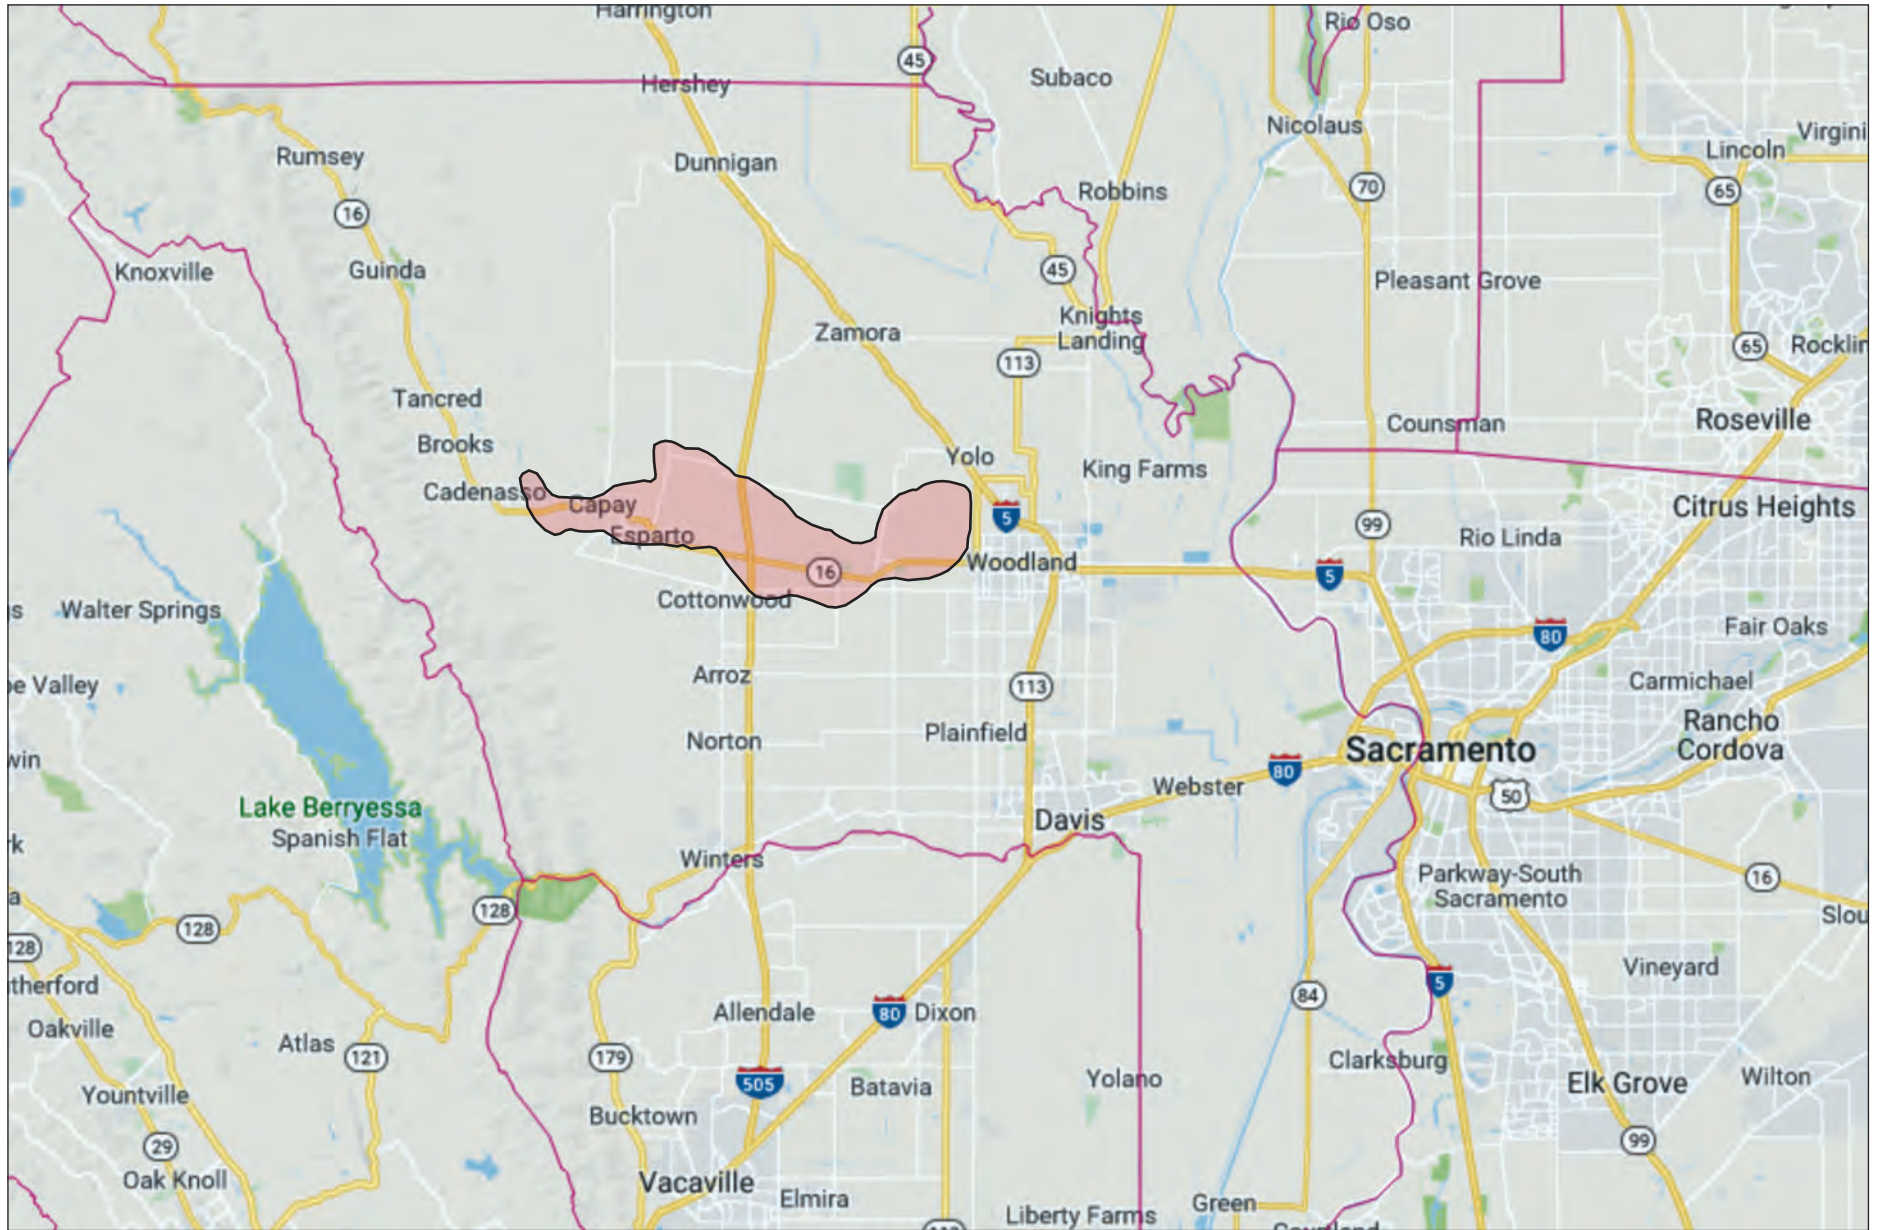 Harrington
Rio Oso
45
Subaco
Hershey
Nicolaus
Virgini
Lincoln
Rumsey
Dunnigan
Robbins
70
65
16
Knoxville
Guinda
45
Pleasant Grove
Knights
Landing
Zamora
113
65
Rocklin
Tancred
Counsman
Roseville
Brooks
Yolo
King Farms
Cadenasso
Capay
5
Citrus Heights
99
Esparto
Rio Linda
16
Woodland
5
Cottonwood
Walter Springs
80
Fair Oaks
Arroz
113
Carmichael
Valley
Norton
Plainfield
Rancho
Cordova
Sacramento
80
Webster
50
Lake Berryessa
Spanish Flat
Davis
Winters
Parkway-South
Sacramento
16
128
128
Slou
128
Vineyard
5
84
therford
Oakville
Allendale
80
Dixon
Atlas
121
179
Clarksburg
505
Batavia
Yolano
Elk Grove
Wilton
Yountville
Bucktown
29
99
Oak Knoll
Vacaville
Elmira
Liberty Farms
Green